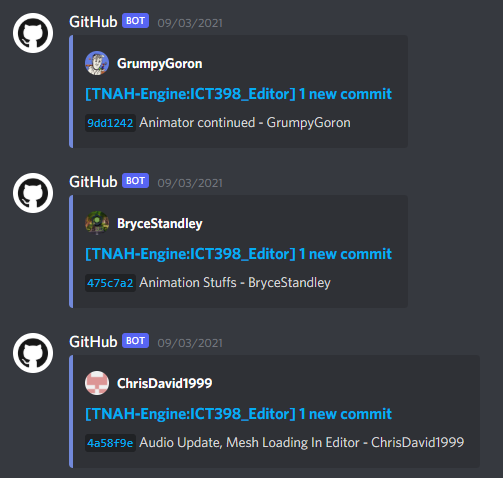 GitHub BOT 09/03/2021
GrumpyGoron
[TNAH-Engine:ICT398_Editor] 1 new commit
9dd1242 Animator continued - GrumpyGoron
GitHub BOT 09/03/2021
BryceStandley
[TNAH-Engine:ICT398_Editor] 1 new commit
475c7a2 Animation Stuffs - BryceStandley
GitHub BOT 09/03/2021
ChrisDavid1999
[TNAH-Engine:ICT398_Editor] 1 new commit
4a58f9e Audio Update, Mesh Loading In Editor - ChrisDavid1999